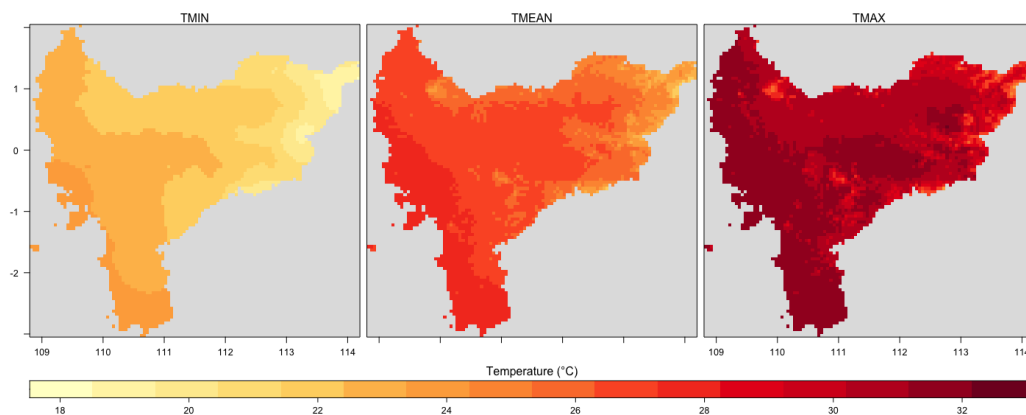 TMIN TMEAN TMAX
1
0
-1
-2
109 110 111 112 113 114 109 110 111 112 113 114
Temperature (°C)
18 20 22 24 26 28 30 32